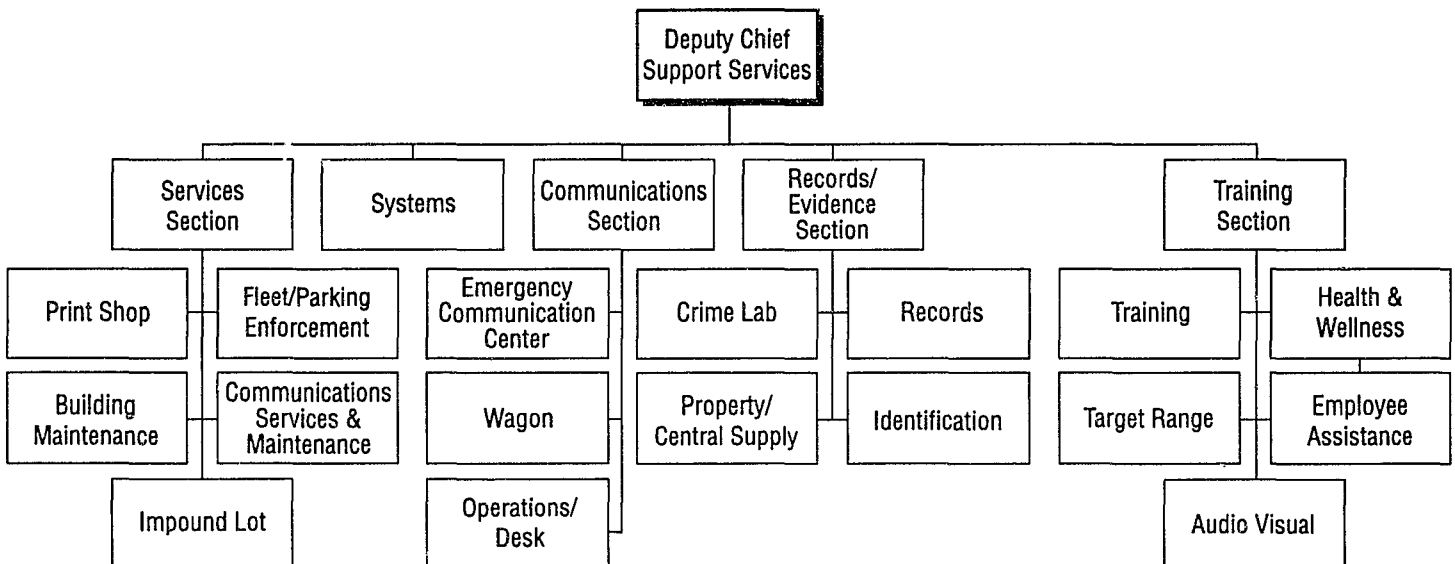 Deputy Chief
Support Services
Services
Section
Systems
Communications
Section
Records/
Evidence
Section
Training
Section
Print Shop
Fleet/Parking
Enforcement
Emergency
Communication
Center
Crime Lab
Records
Training
Health &
Wellness
Building
Maintenance
Communications
Services &
Maintenance
Wagon
Property/
Central Supply
Identification
Target Range
Employee
Assistance
Impound Lot
Operations/
Desk
Audio Visual